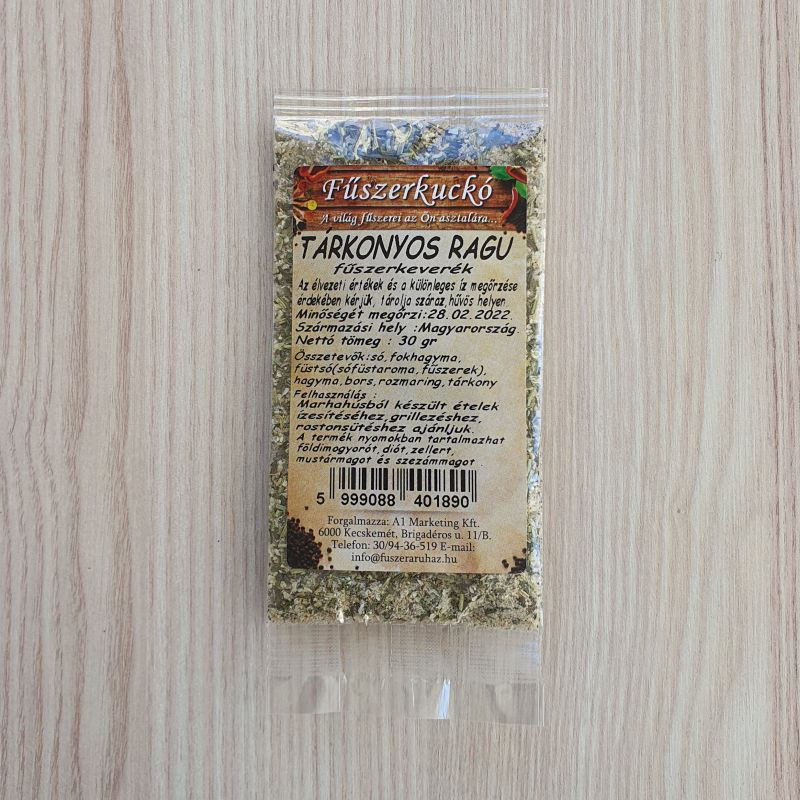 Fűszerkuckó
A világ fűszerei az Ön asztalára...
TÁRKONYOS RAGU
fűszerkeverék
Az élvezeti értékek és a különleges íz megőrzése
érdekében kérjük, tárolja száraz,hűvös helyen.
Minőségét megőrzi:28.02.2022.
Származási hely :Magyarország.
Nettó tömeg : 30 gr
Összetevők:só,fokhagyma,
füstsó(sófüstaroma,fűszerek),
hagyma,bors,rozmaring,tárkony
Felhasználás :
Marhahúsból készült ételek
ízesítéséhez,grillezéshez,
rostonsütéshez ajánljuk.
A termék nyomokban tartalmazhat
földimogyorót,diót,zellert,
mustármagot és szezámmagot .
5 999088 401890
Forgalmazza: A1 Marketing Kft.
6000 Kecskemét, Brigadéros u. 11/B.
Telefon: 30/94-36-519 E-mail:
info@fuszeraruhaz.hu